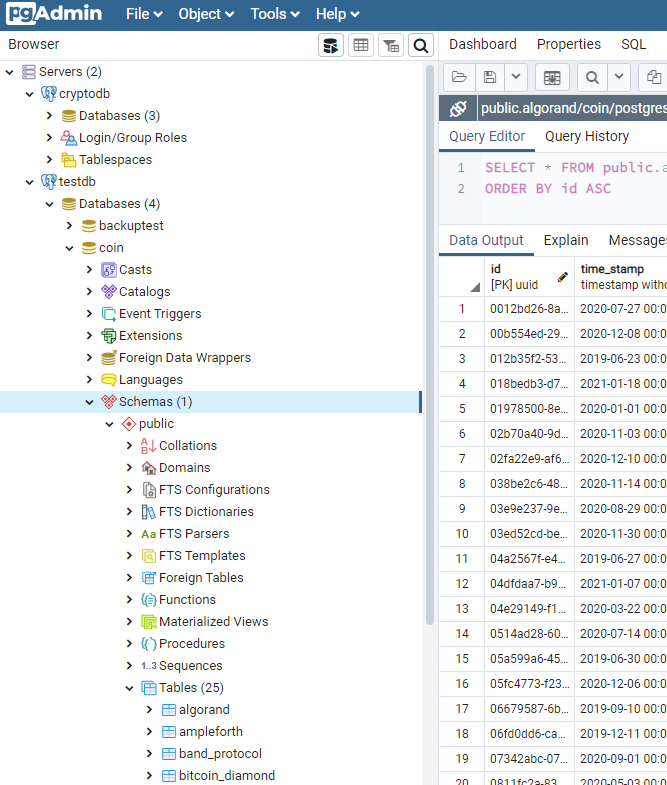 pgAdmin File Object Tools Help
Browser
Servers (2)
cryptodb
Databases (3)
Login/Group Roles
Tablespaces
testdb
Databases (4)
backuptest
coin
Casts
Catalogs
Event Triggers
Extensions
Foreign Data Wrappers
Languages
Schemas (1)
public
Collations
Domains
FTS Configurations
FTS Dictionaries
FTS Parsers
FTS Templates
Foreign Tables
Functions
Materialized Views
Procedures
1..3 Sequences
Tables (25)
algorand
ampleforth
band_protocol
bitcoin_diamond
Dashboard Properties SQL
public.algorand/coin/postgres
Query Editor Query History
1 SELECT * FROM public.a
2 ORDER BY id ASC
Data Output Explain Messages
id time_stamp
[PK] uuid timestamp witho
1 0012bd26-8a... 2020-07-27 00:0
2 00b554ed-29... 2020-12-08 00:0
3 012b35f2-53... 2019-06-23 00:0
4 018bedb3-d7... 2021-01-18 00:0
5 01978500-8e... 2020-01-01 00:0
6 02b70a40-9d... 2020-11-03 00:0
7 02fa22e9-af6... 2020-12-10 00:0
8 038be2c6-48... 2020-11-14 00:0
9 03e9e237-9e... 2020-08-29 00:0
10 03ed52cd-be... 2020-11-30 00:0
11 04a2567f-e4... 2019-06-27 00:0
12 04dfdaa7-b9... 2021-01-07 00:0
13 04e29149-f1... 2020-03-22 00:0
14 0514ad28-60... 2020-07-14 00:0
15 05a599a6-45... 2019-06-30 00:0
16 05fc4773-f23... 2020-12-06 00:0
17 06679587-6b... 2019-09-10 00:0
18 06fd0dd6-ca... 2019-12-11 00:0
19 07342abc-07... 2020-09-01 00:0
20 0811fc2a-83... 2020-05-03 00:0